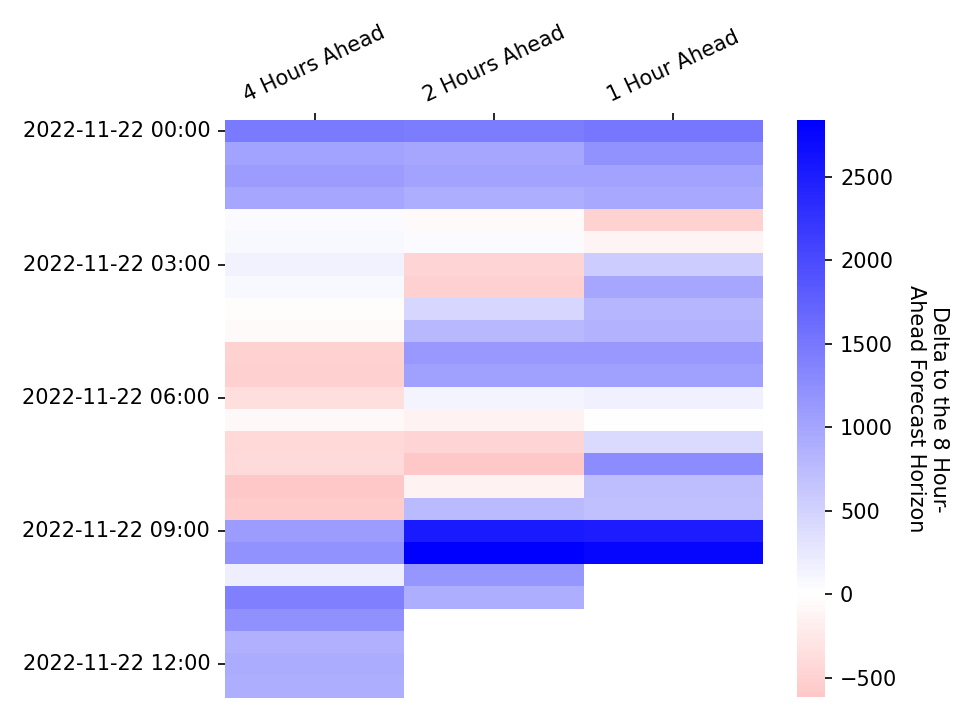 4 Hours Ahead
2 Hours Ahead
1 Hour Ahead
2022-11-22 00:00
2022-11-22 03:00
2022-11-22 06:00
2022-11-22 09:00
2022-11-22 12:00
2500
2000
1500
1000
500
0
−500
Delta to the 8 Hour-
Ahead Forecast Horizon